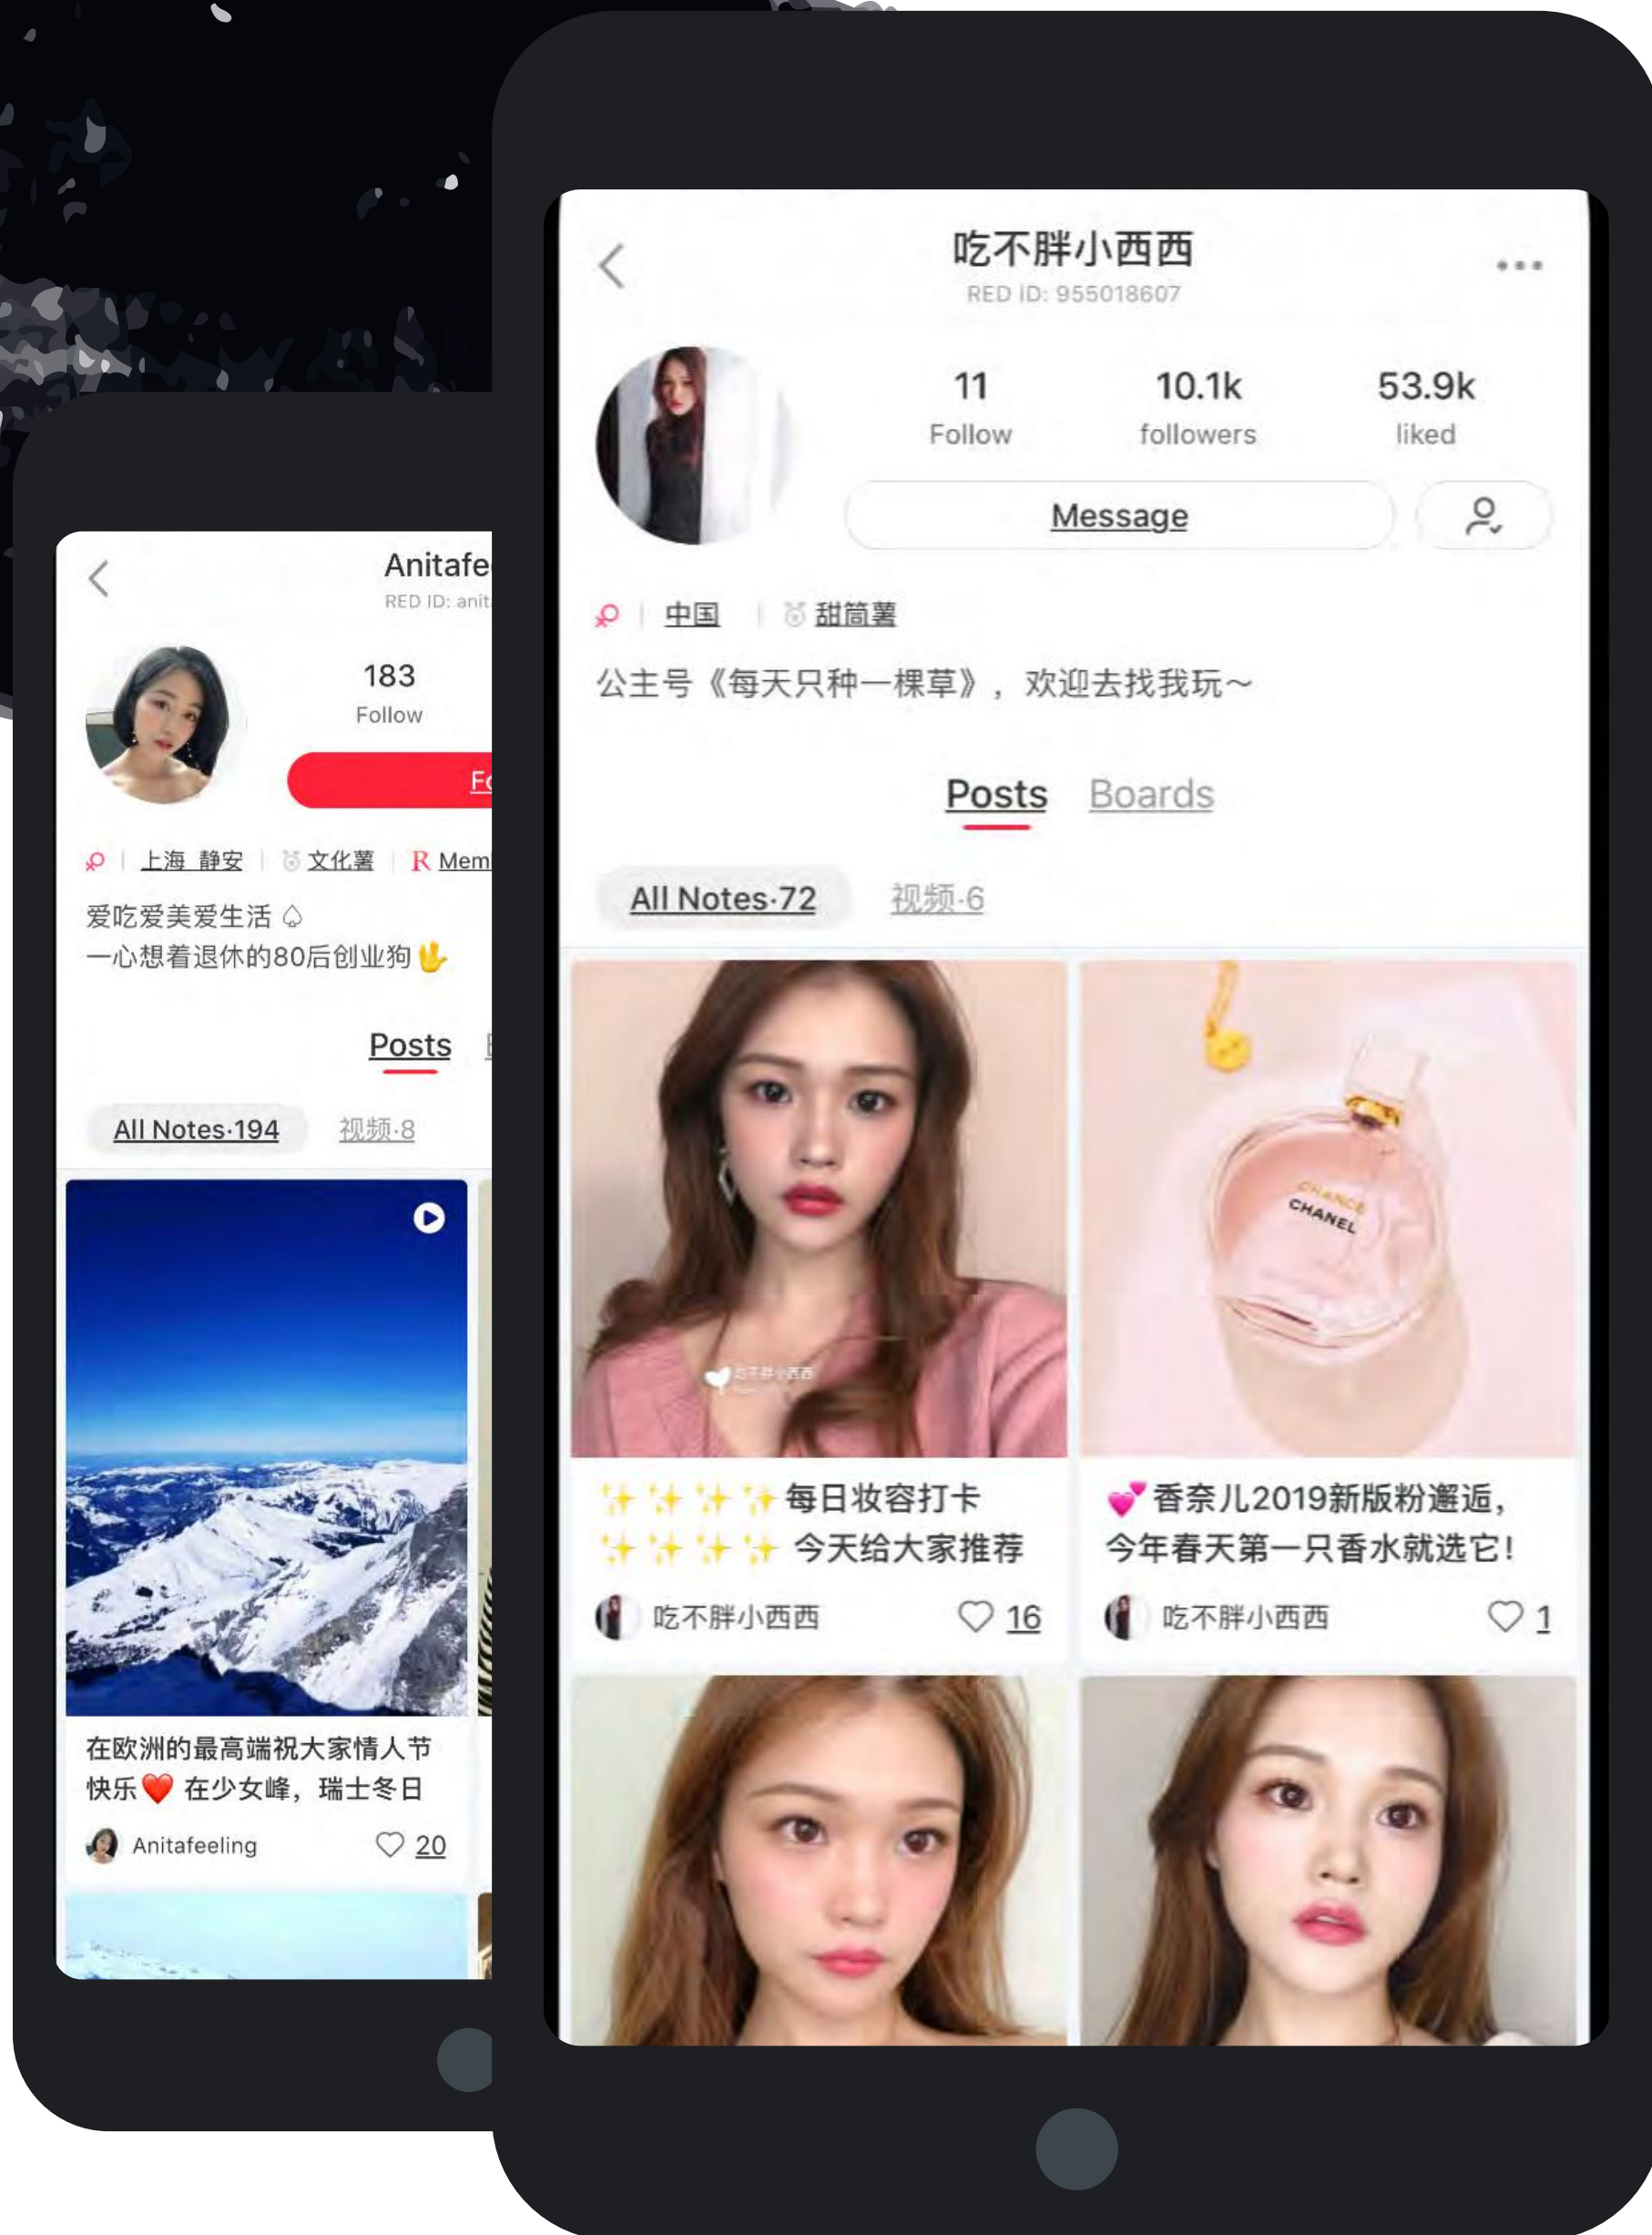 吃不胖小西西
RED ID: 955018607
11
Follow
10.1k
followers
53.9k
liked
Message
中国
甜筒薯
公主号《每天只种一棵草》，欢迎去找我玩～
Posts
Boards
All Notes·72
视频·6
吃不胖小西西
CHANCE
CHANEL
✨✨✨✨每日妆容打卡
✨✨✨✨ 今天给大家推荐
吃不胖小西西
16
💕香奈儿2019新版粉邂逅，
今年春天第一只香水就选它！
吃不胖小西西
1
Anitafe
RED ID: anit
183
Follow
Fo
上海 静安
文化薯
R Mem
爱吃爱美爱生活 ♤
一心想着退休的80后创业狗🖖
Posts
All Notes·194
视频·8
在欧洲的最高端祝大家情人节
快乐❤️ 在少女峰，瑞士冬日
Anitafeeling
20